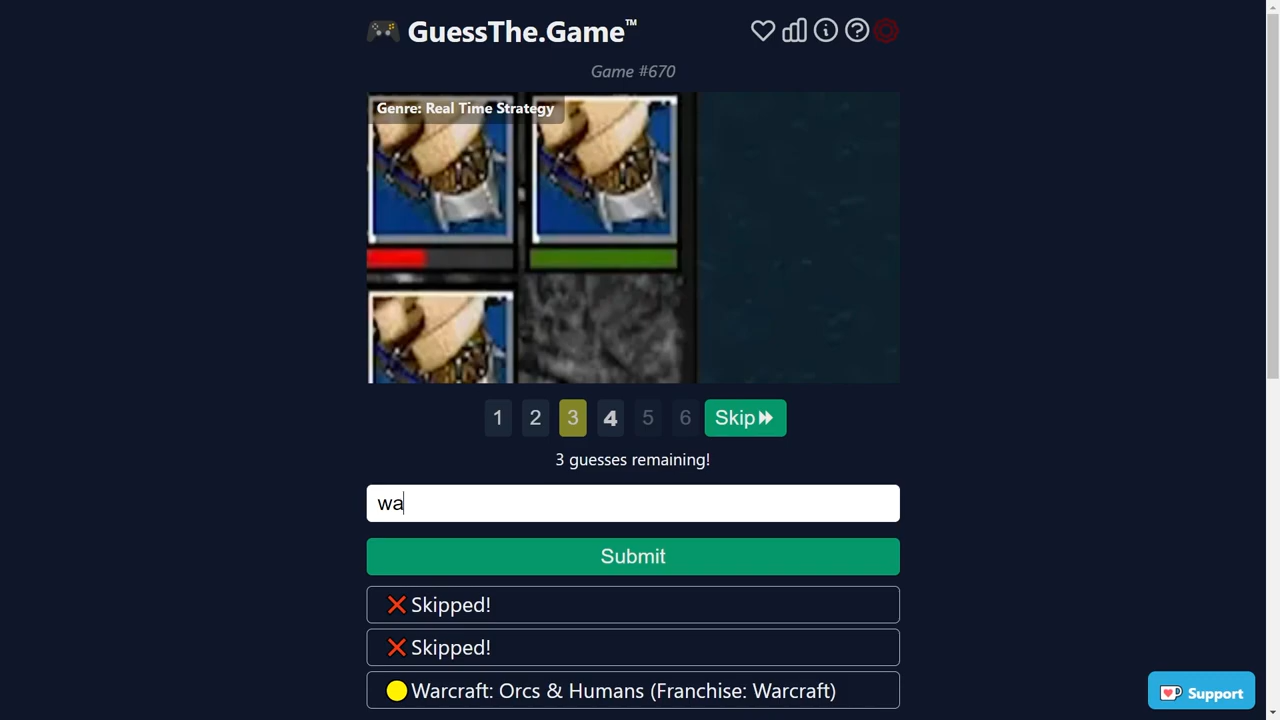 GuessThe.Game™
Game #670
Genre: Real Time Strategy
1 2 3 4 5 6 Skip
3 guesses remaining!
wa
Submit
Skipped!
Skipped!
Warcraft: Orcs & Humans (Franchise: Warcraft)
Support